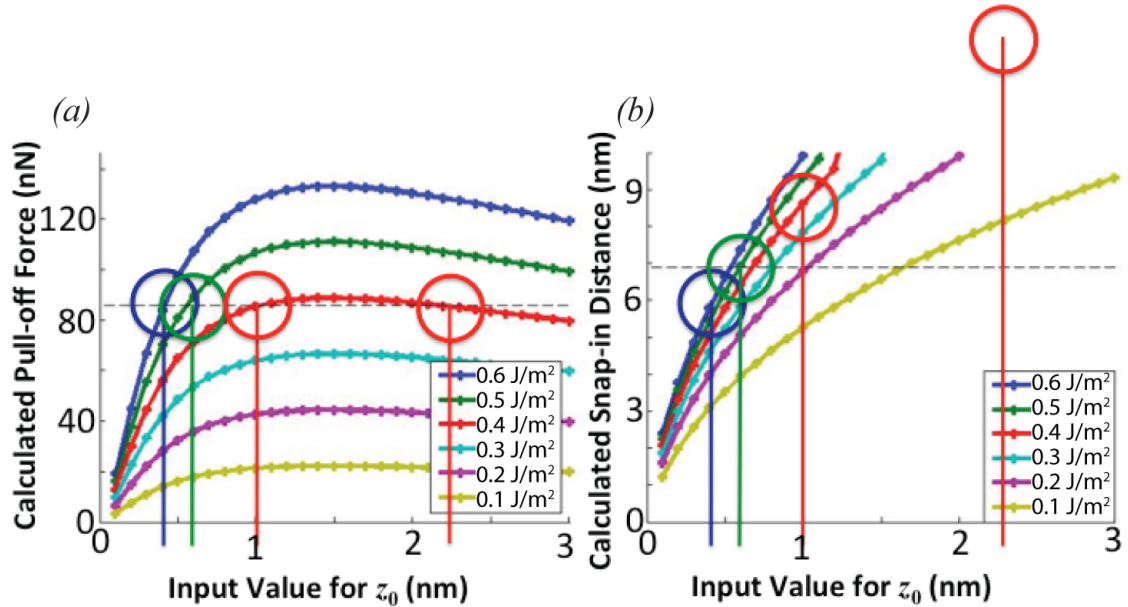 (a)
Calculated Pull-off Force (nN)
120
80
40
0
0 1 2 3
Input Value for z₀ (nm)
0.6 J/m²
0.5 J/m²
0.4 J/m²
0.3 J/m²
0.2 J/m²
0.1 J/m²
(b)
Calculated Snap-in Distance (nm)
9
6
3
0
0 1 2 3
Input Value for z₀ (nm)
0.6 J/m²
0.5 J/m²
0.4 J/m²
0.3 J/m²
0.2 J/m²
0.1 J/m²